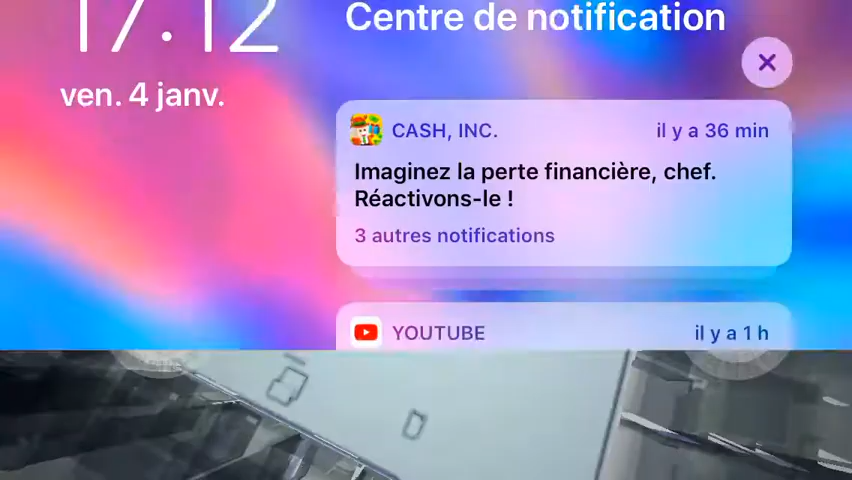 17:12
Centre de notification
ven. 4 janv.
CASH, INC.
il y a 36 min
Imaginez la perte financière, chef.
Réactivons-le !
3 autres notifications
YOUTUBE
il y a 1 h